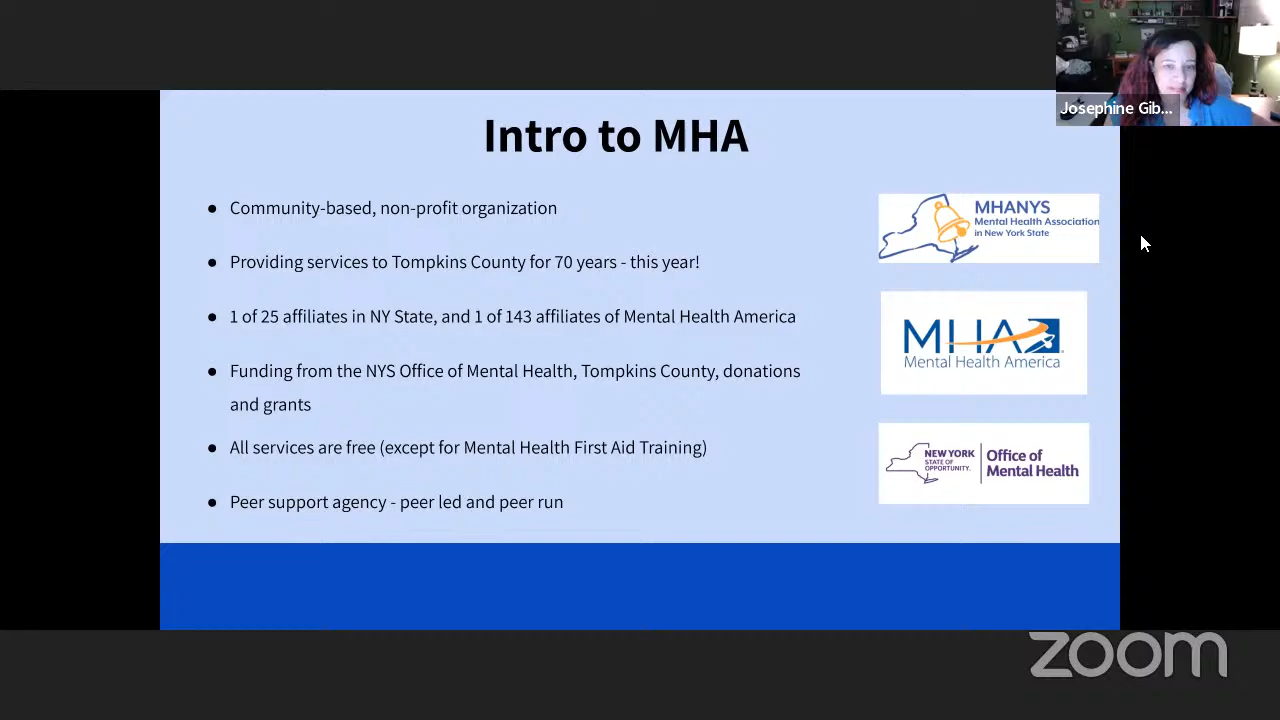 Josephine Gib...
Intro to MHA
● Community-based, non-profit organization
● Providing services to Tompkins County for 70 years - this year!
● 1 of 25 affiliates in NY State, and 1 of 143 affiliates of Mental Health America
● Funding from the NYS Office of Mental Health, Tompkins County, donations
and grants
● All services are free (except for Mental Health First Aid Training)
● Peer support agency - peer led and peer run
MHANYS
Mental Health Association
in New York State
MHA
Mental Health America
NEW YORK
STATE OF
OPPORTUNITY.
Office of
Mental Health
zoom